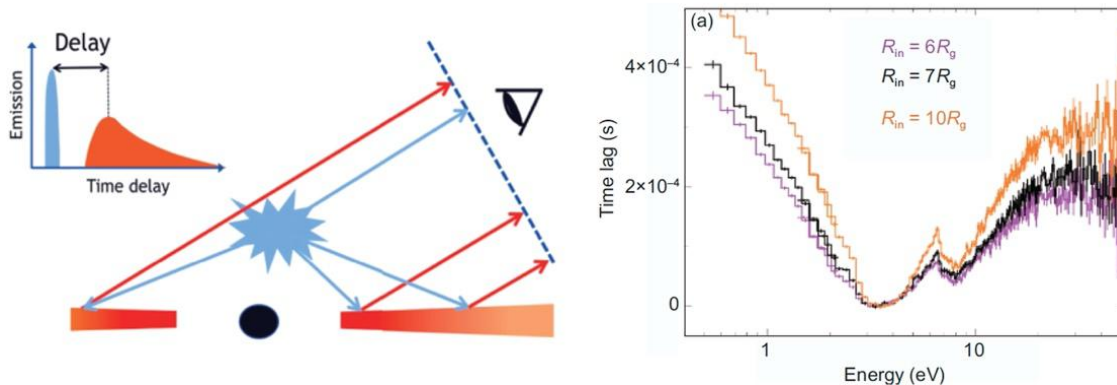 Delay
Emission
Time delay
(a)
R_in = 6R_g
R_in = 7R_g
R_in = 10R_g
Time lag (s)
4×10⁻⁴
2×10⁻⁴
0
1
10
Energy (eV)